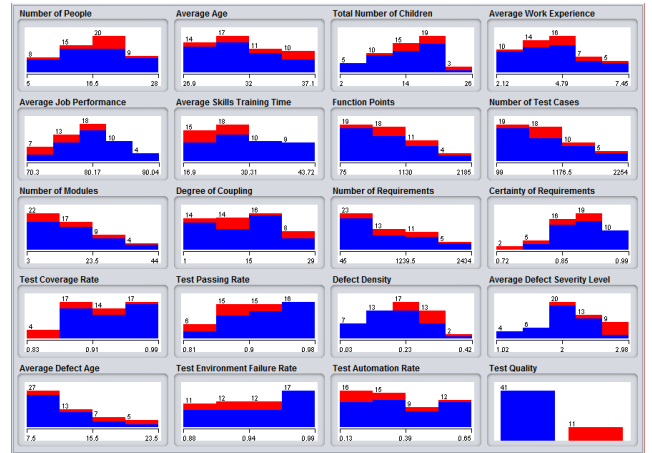 Number of People
8 15 20 9
5 16.5 28
Average Age
14 17 11 10
26.9 32 37.1
Total Number of Children
5 10 15 19 3
2 14 26
Average Work Experience
10 14 16 7 5
2.12 4.79 7.45
Average Job Performance
7 13 18 10 4
70.3 80.17 90.04
Average Skills Training Time
15 18 10 9
16.9 30.31 43.72
Function Points
19 18 11 4
75 1130 2185
Number of Test Cases
19 18 10 5
99 1176.5 2254
Number of Modules
22 17 9 4
3 23.5 44
Degree of Coupling
14 14 16 8
1 15 29
Number of Requirements
23 13 11 5
45 1239.5 2434
Certainty of Requirements
2 5 16 19 10
0.72 0.85 0.99
Test Coverage Rate
4 17 14 17
0.83 0.91 0.99
Test Passing Rate
6 15 15 16
0.81 0.9 0.98
Defect Density
7 13 17 13 2
0.03 0.23 0.42
Average Defect Severity Level
4 6 20 13 9
1.02 2 2.98
Average Defect Age
27 13 7 5
7.5 15.5 23.5
Test Environment Failure Rate
11 12 12 17
0.88 0.94 0.99
Test Automation Rate
16 15 9 12
0.13 0.39 0.65
Test Quality
41 11